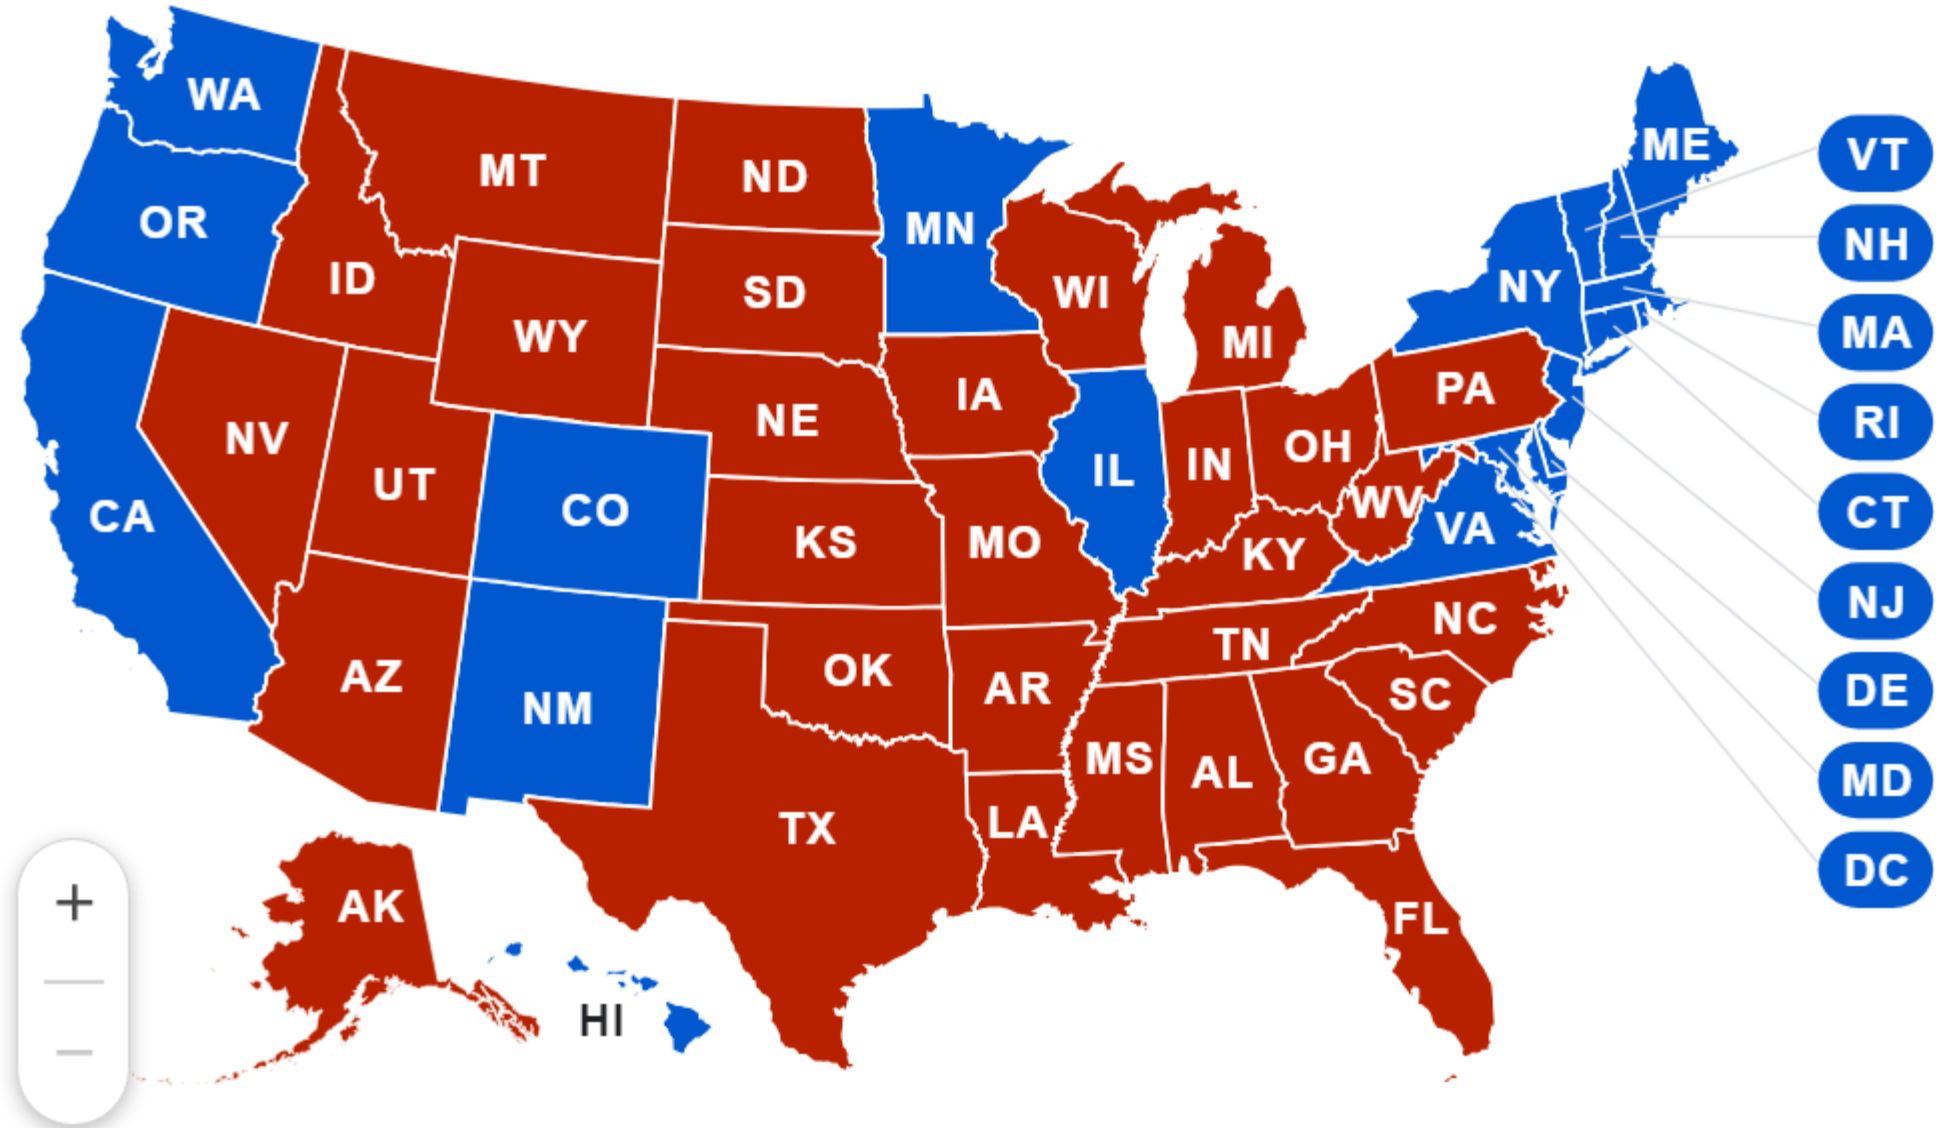 WA
ME
VT
MT
ND
OR
MN
NH
ID
SD
WI
NY
MI
MA
WY
IA
PA
NE
RI
NV
OH
UT
IL
IN
CO
CA
WV
VA
CT
KS
MO
KY
NJ
NC
TN
AZ
OK
AR
SC
DE
NM
MS
AL
GA
MD
TX
LA
DC
+
AK
FL
HI
−